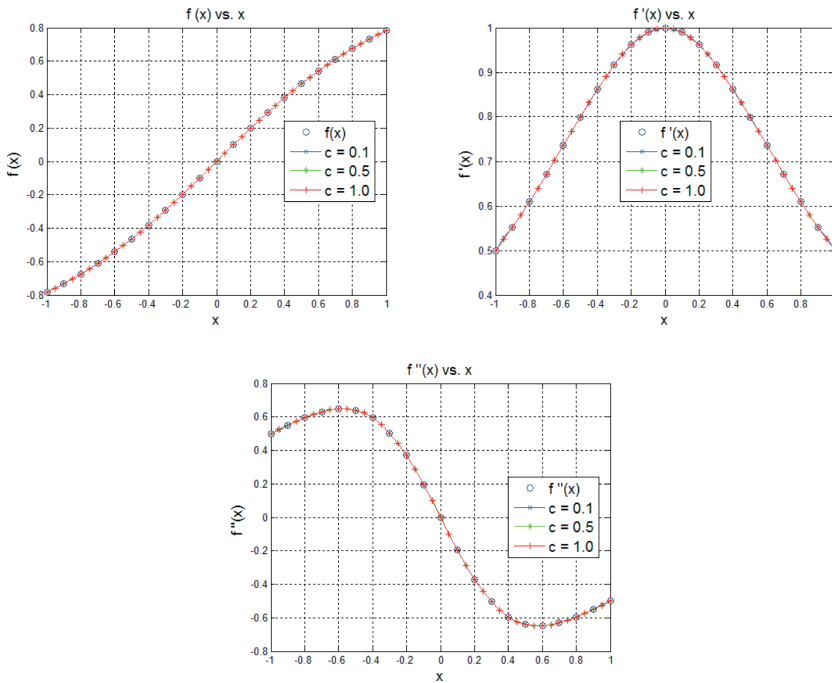 f (x) vs. x
0.8
0.6
0.4
0.2
0
-0.2
-0.4
-0.6
0.8
f (x)
-1 -0.8 -0.6 -0.4 -0.2 0 0.2 0.4 0.6 0.8 1
x
f(x)
c = 0.1
c = 0.5
c = 1.0
f '(x) vs. x
1
0.9
0.8
0.7
0.6
0.5
0.4
f'(x)
-1 -0.8 -0.6 -0.4 -0.2 0 0.2 0.4 0.6 0.8
x
f '(x)
c = 0.1
c = 0.5
c = 1.0
f "(x) vs. x
0.8
0.6
0.4
0.2
0
-0.2
-0.4
-0.6
-0.8
f"(x)
-1 -0.8 -0.6 -0.4 -0.2 0 0.2 0.4 0.6 0.8 1
x
f "(x)
c = 0.1
c = 0.5
c = 1.0